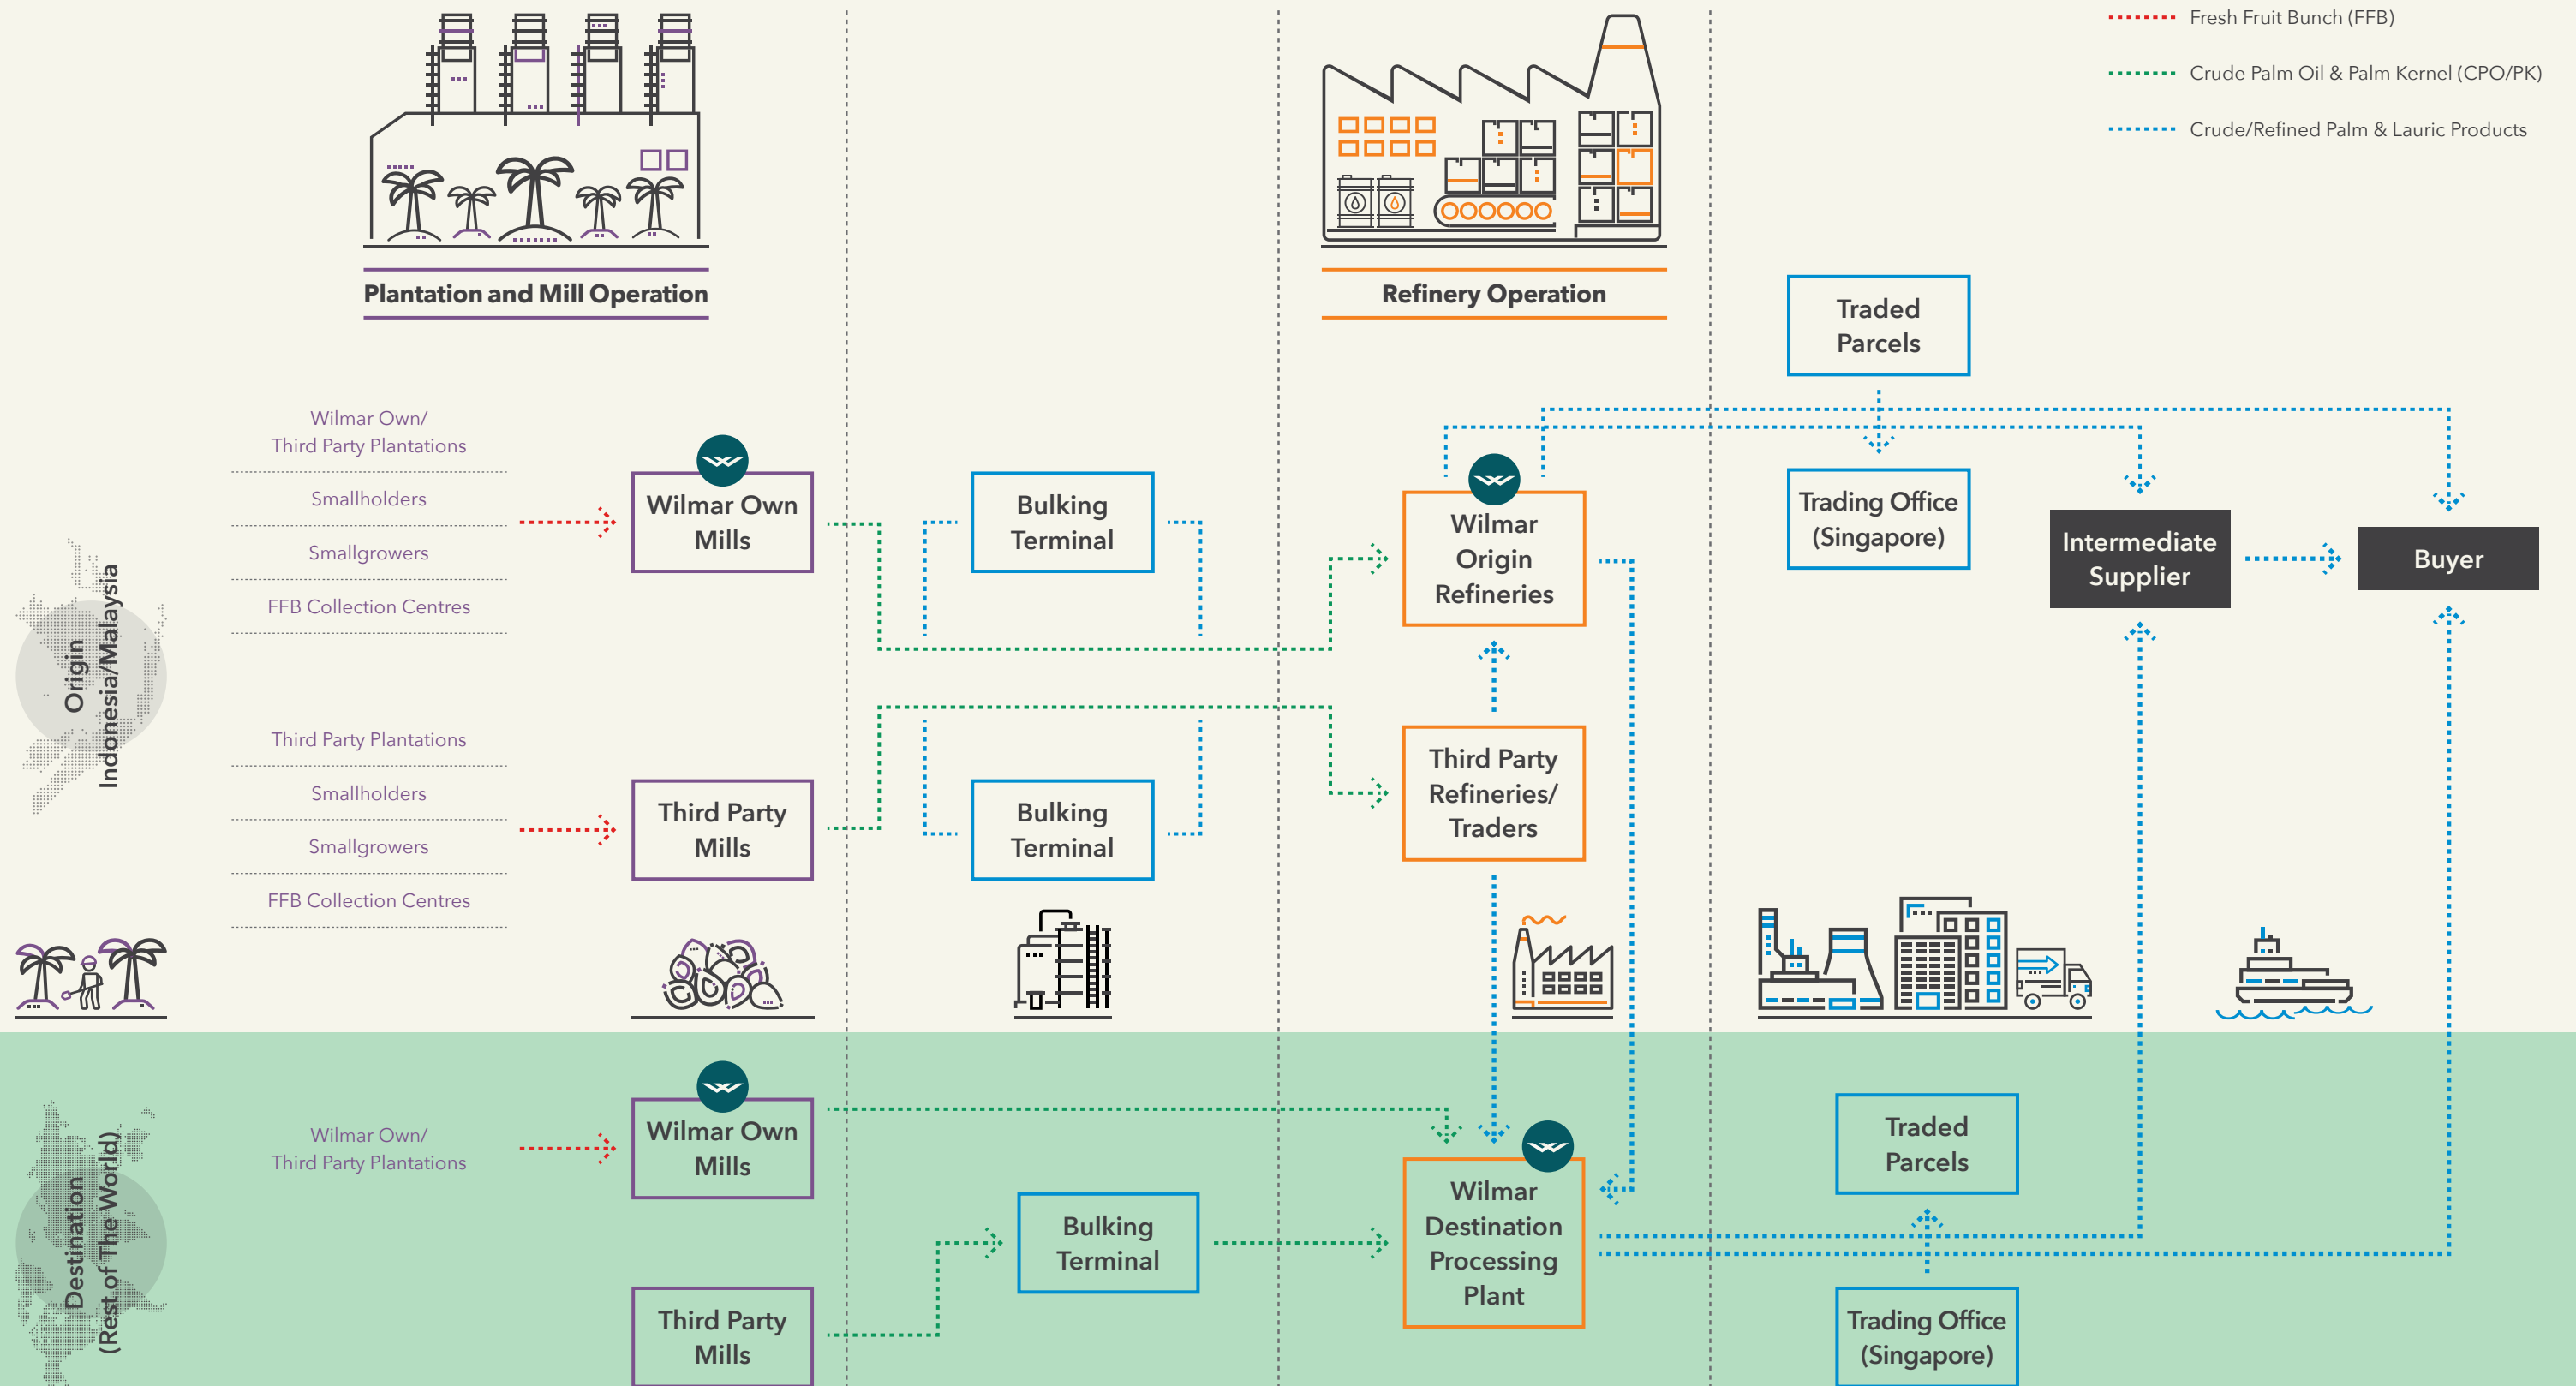 Fresh Fruit Bunch (FFB)
Crude Palm Oil & Palm Kernel (CPO/PK)
Crude/Refined Palm & Lauric Products
Plantation and Mill Operation
Refinery Operation
Traded
Parcels
Origin
Indonesia/Malaysia
Wilmar Own/
Third Party Plantations
Smallholders
Smallgrowers
FFB Collection Centres
Wilmar Own
Mills
Bulking
Terminal
Wilmar
Origin
Refineries
Trading Office
(Singapore)
Intermediate
Supplier
Buyer
Third Party Plantations
Smallholders
Smallgrowers
FFB Collection Centres
Third Party
Mills
Bulking
Terminal
Third Party
Refineries/
Traders
Destination
(Rest of The World)
Wilmar Own/
Third Party Plantations
Wilmar Own
Mills
Third Party
Mills
Bulking
Terminal
Wilmar
Destination
Processing
Plant
Traded
Parcels
Trading Office
(Singapore)